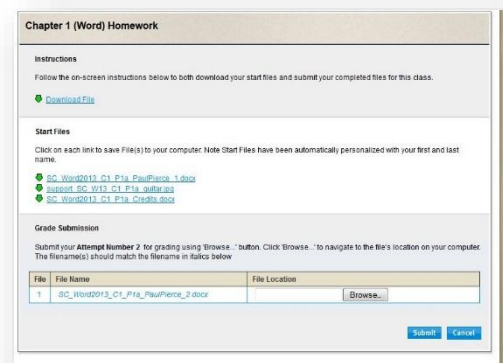 Chapter 1 (Word) Homework
Instructions
Follow the on-screen instructions below to both download your start files and submit your completed files for this class.
Download File
Start Files
Click on each link to save File(s) to your computer. Note Start Files have been automatically personalized with your first and last
name.
SC_Word2013_C1_P1a_PaulPierce_1.docx
support_SC_W13_C1_P1a_guitar.jpg
SC_Word2013_C1_P1a_Credits.docx
Grade Submission
Submit your Attempt Number 2 for grading using 'Browse...' button. Click 'Browse...' to navigate to the file's location on your computer.
The filename(s) should match the filename in italics below
File File Name File Location
1 SC_Word2013_C1_P1a_PaulPierce_2.docx Browse..
Submit Cancel